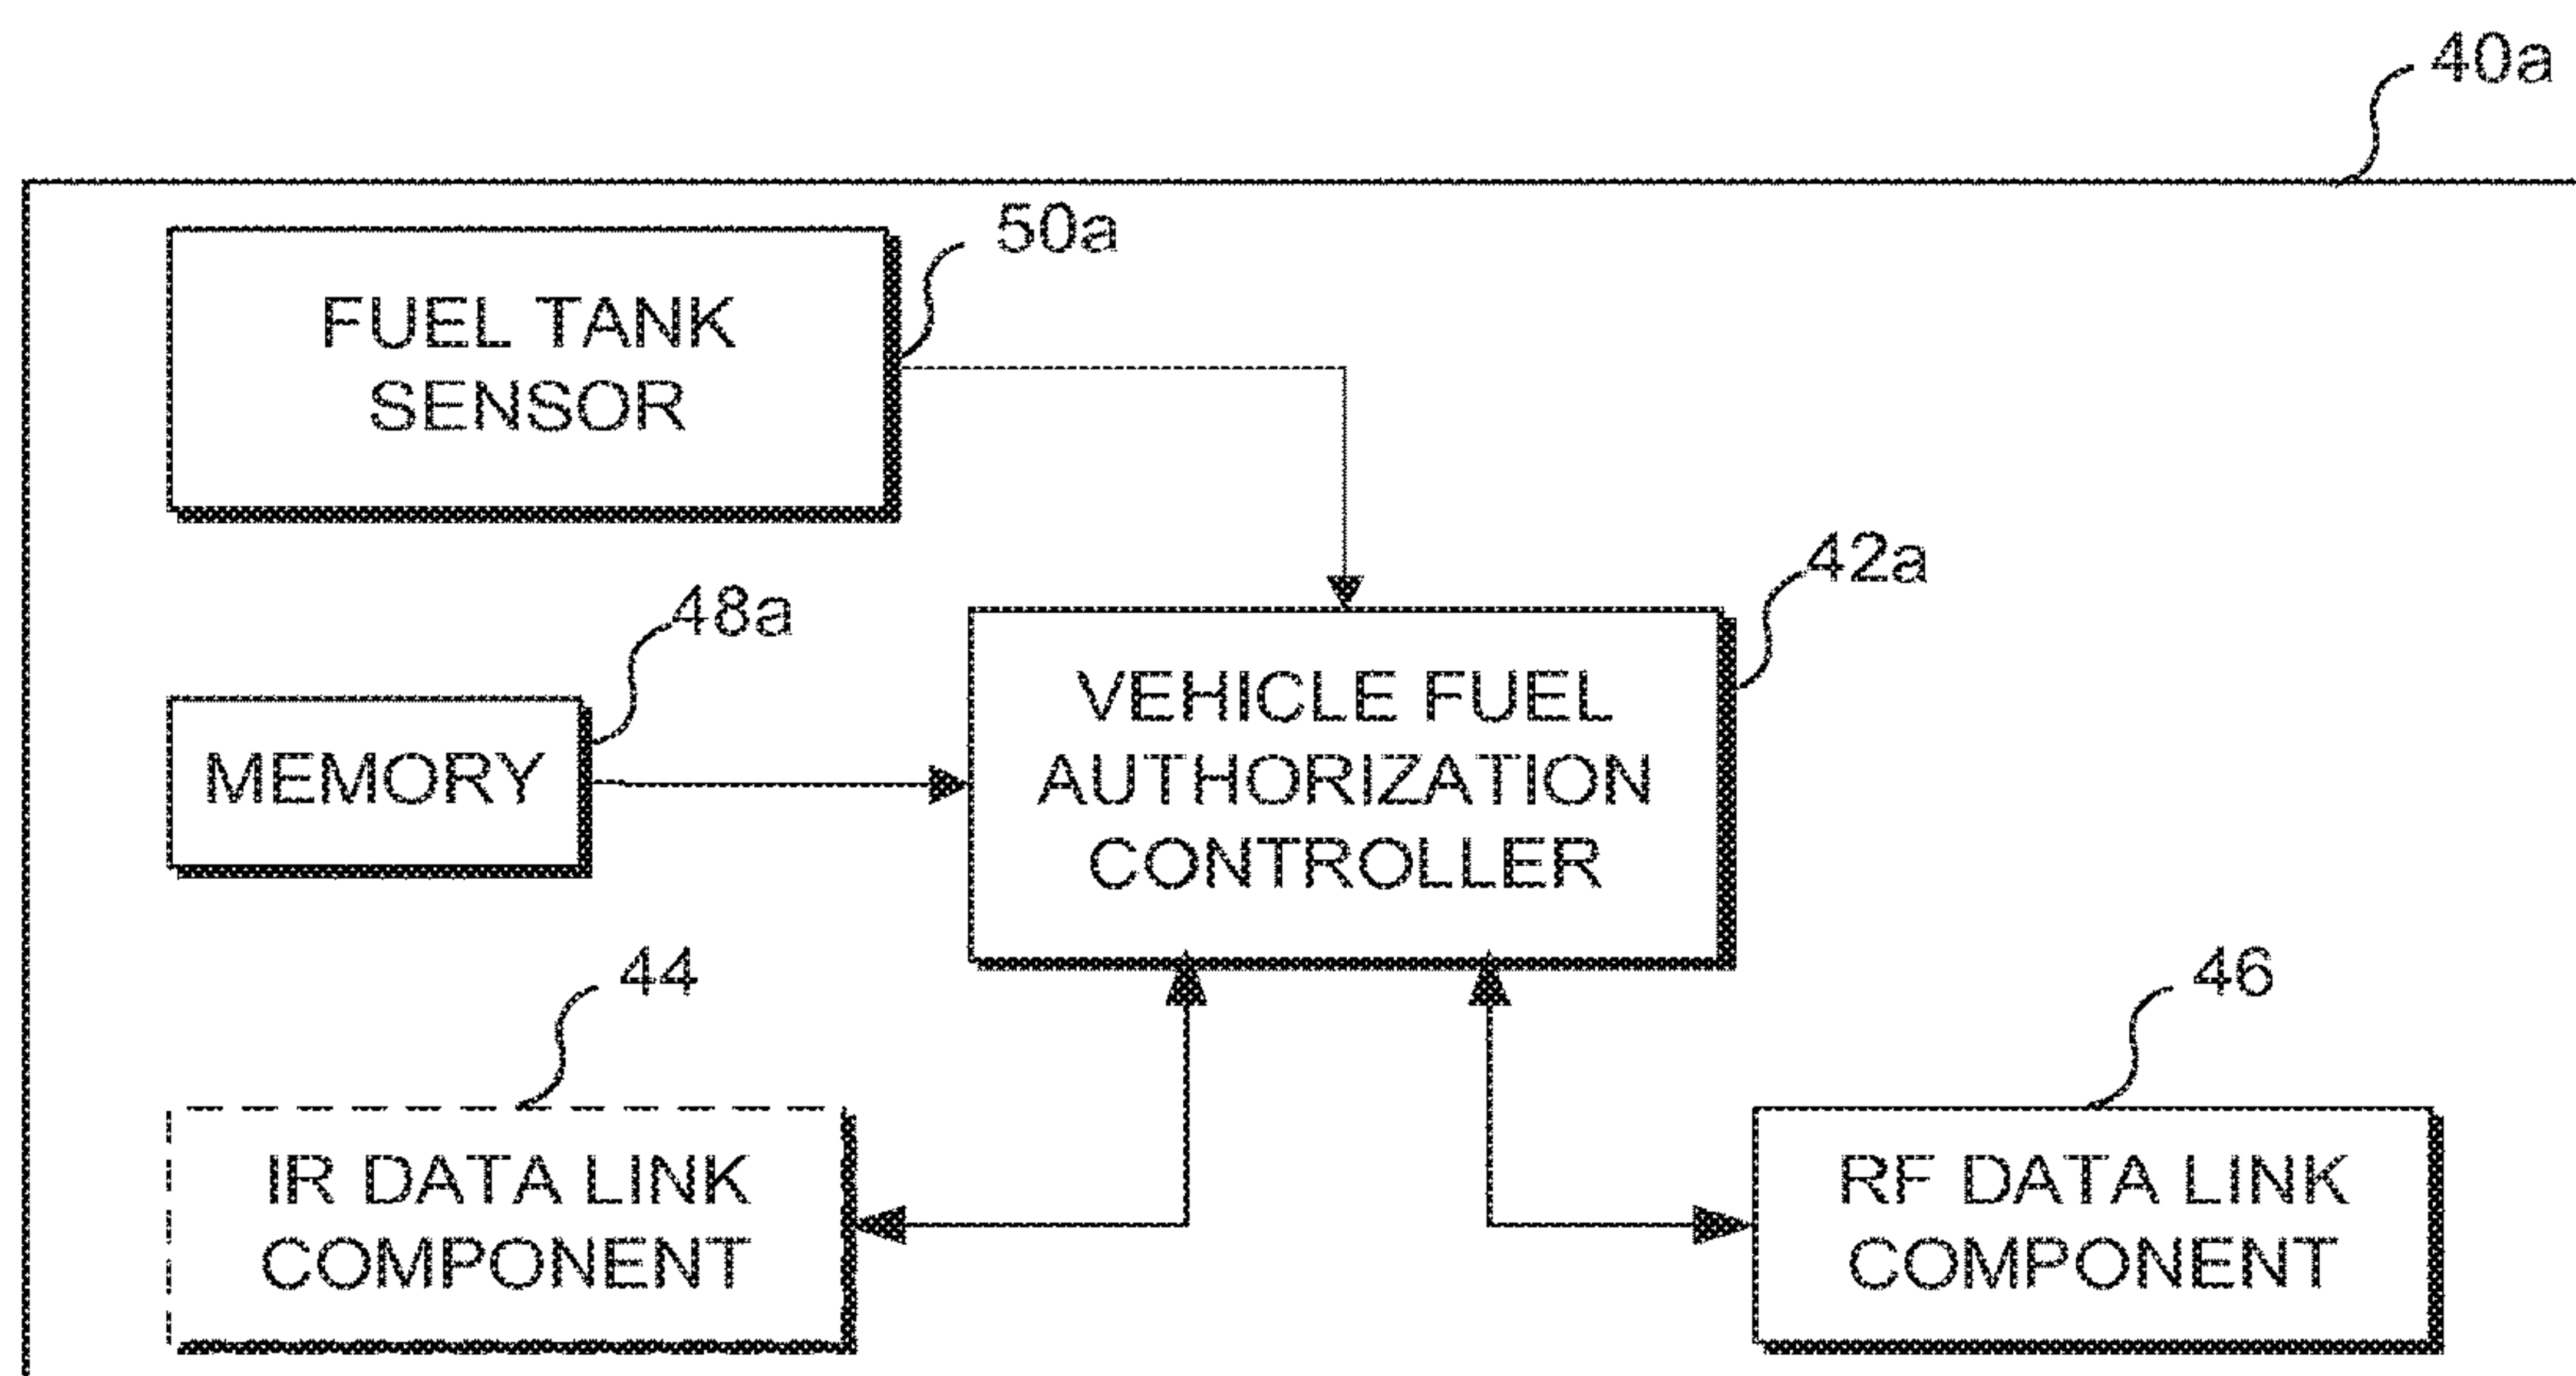 40a
50a
FUEL TANK
SENSOR
42a
48a
VEHICLE FUEL
AUTHORIZATION
CONTROLLER
MEMORY
44
46
IR DATA LINK
COMPONENT
RF DATA LINK
COMPONENT